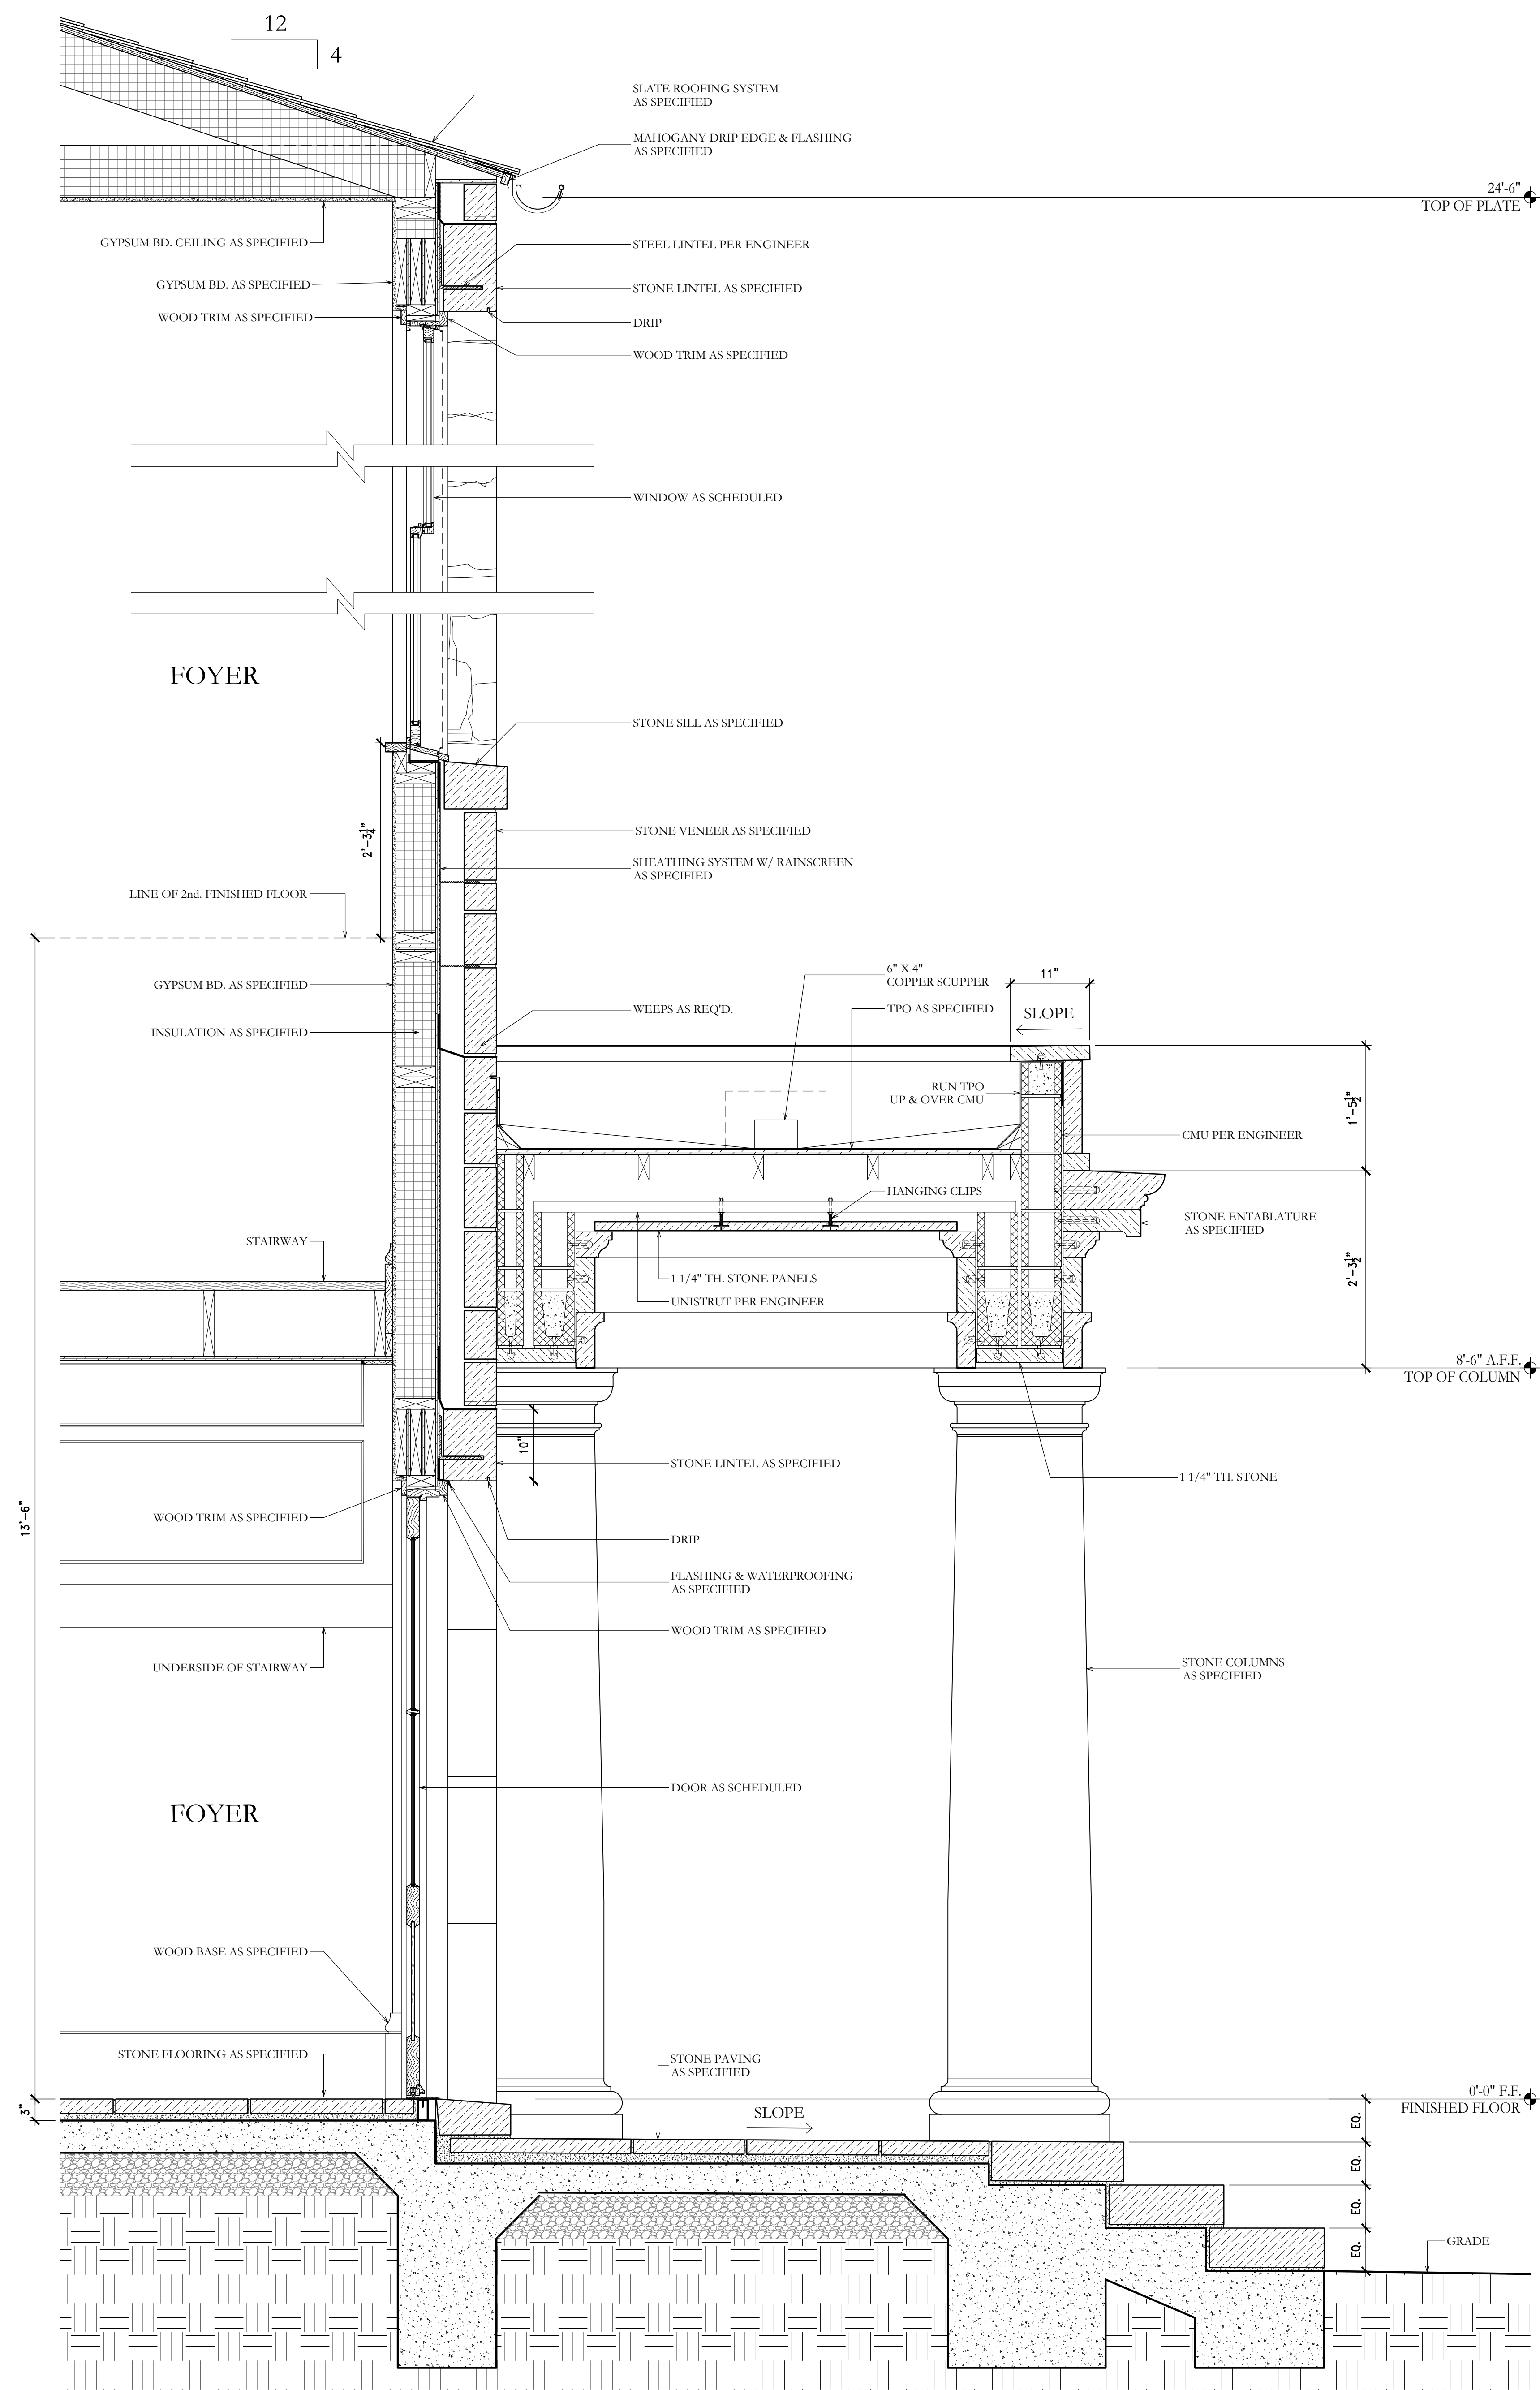 12
4
SLATE ROOFING SYSTEM
AS SPECIFIED
MAHOGANY DRIP EDGE & FLASHING
AS SPECIFIED
24'-6"
TOP OF PLATE
GYPSUM BD. CEILING AS SPECIFIED
STEEL LINTEL PER ENGINEER
GYPSUM BD. AS SPECIFIED
STONE LINTEL AS SPECIFIED
WOOD TRIM AS SPECIFIED
DRIP
WOOD TRIM AS SPECIFIED
WINDOW AS SCHEDULED
FOYER
STONE SILL AS SPECIFIED
2'-3 1/4"
STONE VENEER AS SPECIFIED
SHEATHING SYSTEM W/ RAINSCREEN
AS SPECIFIED
LINE OF 2nd. FINISHED FLOOR
6" X 4"
COPPER SCUPPER
11"
GYPSUM BD. AS SPECIFIED
WEEPS AS REQ'D.
TPO AS SPECIFIED
SLOPE
INSULATION AS SPECIFIED
RUN TPO
UP & OVER CMU
1'-5 1/2"
CMU PER ENGINEER
HANGING CLIPS
STONE ENTABLATURE
AS SPECIFIED
STAIRWAY
1 1/4" TH. STONE PANELS
2'-3 1/2"
UNISTRUT PER ENGINEER
8'-6" A.F.F.
TOP OF COLUMN
10"
STONE LINTEL AS SPECIFIED
1 1/4" TH. STONE
13'-6"
WOOD TRIM AS SPECIFIED
DRIP
FLASHING & WATERPROOFING
AS SPECIFIED
WOOD TRIM AS SPECIFIED
UNDERSIDE OF STAIRWAY
STONE COLUMNS
AS SPECIFIED
DOOR AS SCHEDULED
FOYER
WOOD BASE AS SPECIFIED
STONE FLOORING AS SPECIFIED
STONE PAVING
AS SPECIFIED
0'-0" F.F.
FINISHED FLOOR
3"
SLOPE
EQ.
EQ.
EQ.
EQ.
GRADE